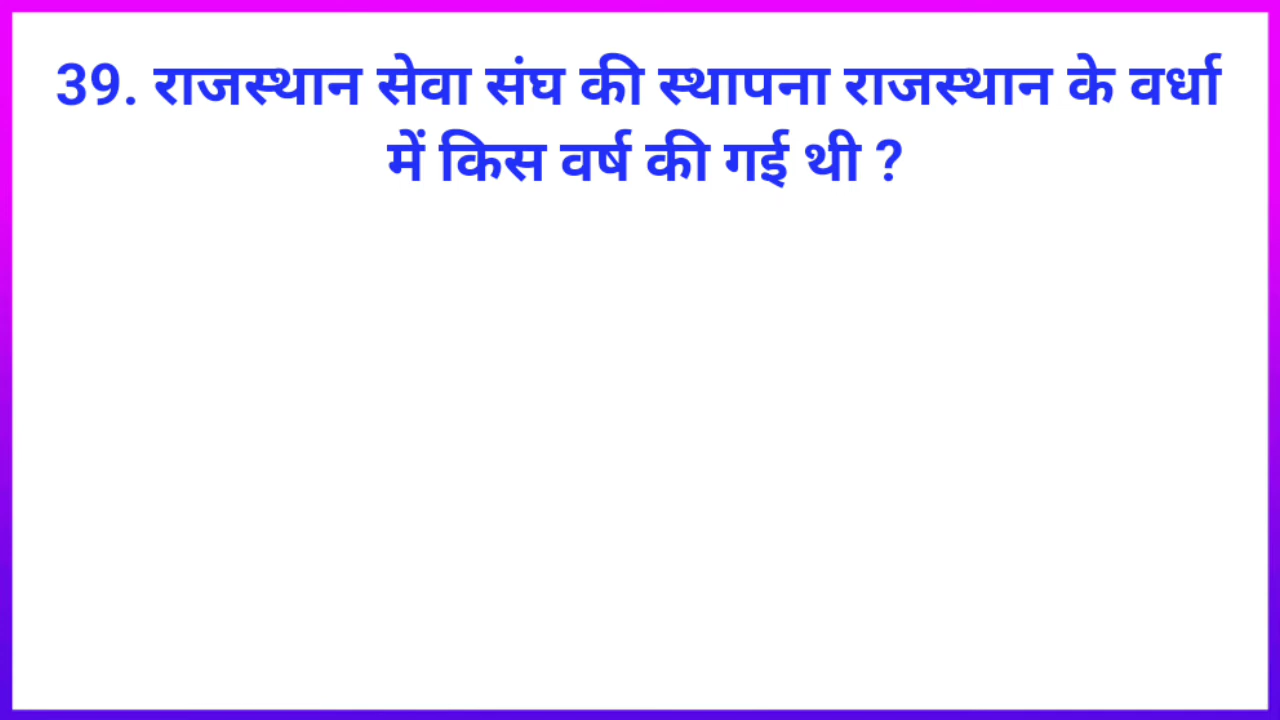 39. राजस्थान सेवा संघ की स्थापना राजस्थान के वर्धा
में किस वर्ष की गई थी ?